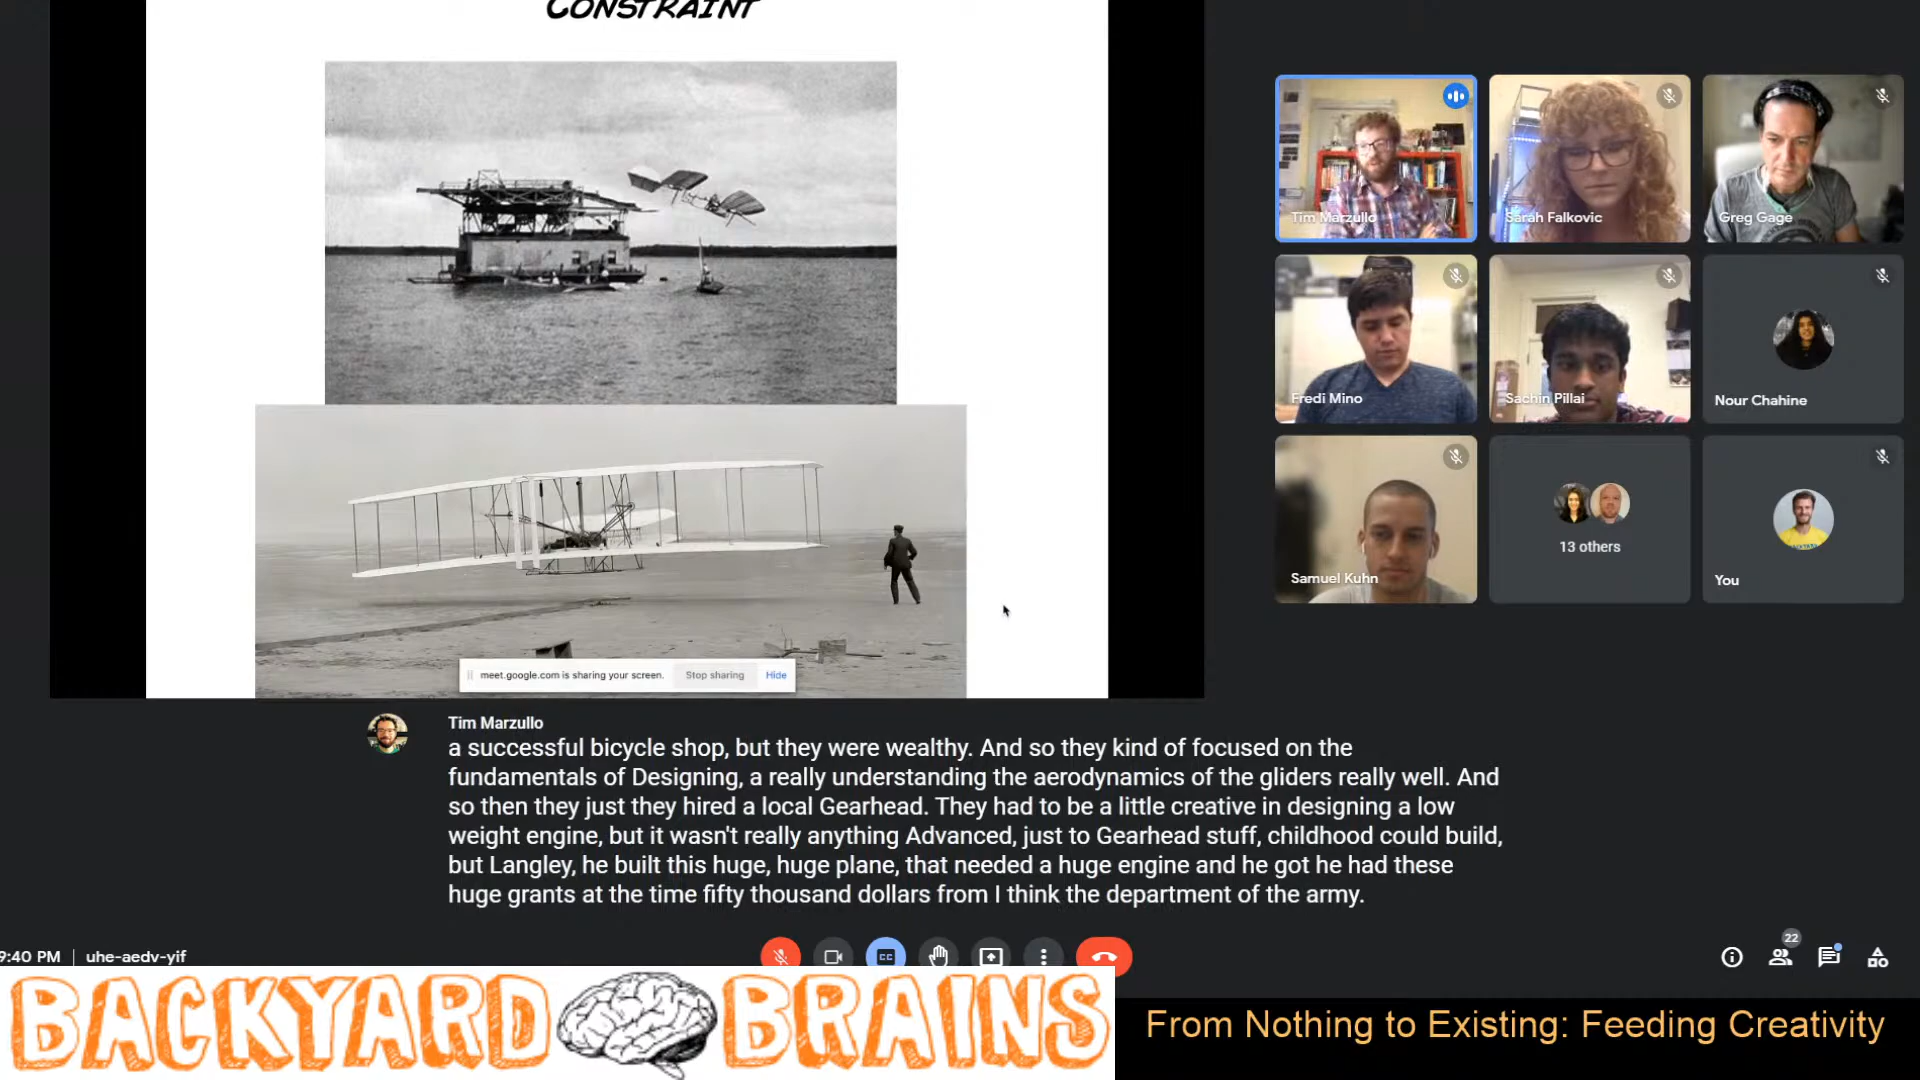 CONSTRAINT
Tim Marzullo
Sarah Falkovic
Greg Gage
Fredi Mino
Sachin Pillai
Nour Chahine
Samuel Kuhn
13 others
You
meet.google.com is sharing your screen.
Stop sharing
Hide
Tim Marzullo
a successful bicycle shop, but they were wealthy. And so they kind of focused on the
fundamentals of Designing, a really understanding the aerodynamics of the gliders really well. And
so then they just they hired a local Gearhead. They had to be a little creative in designing a low
weight engine, but it wasn't really anything Advanced, just to Gearhead stuff, childhood could build,
but Langley, he built this huge, huge plane, that needed a huge engine and he got he had these
huge grants at the time fifty thousand dollars from I think the department of the army.
9:40 PM | uhe-aedv-yif
CC
22
BACKYARD BRAINS
From Nothing to Existing: Feeding Creativity